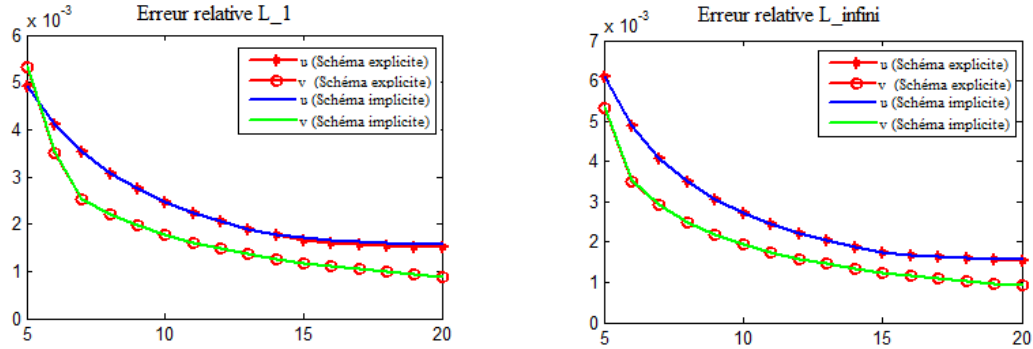 Erreur relative L_1
x 10 -3
6
5
4
3
2
1
0
5
10
15
20
u (Schéma explicite)
v (Schéma explicite)
u (Schéma implicite)
v (Schéma implicite)
Erreur relative L_infini
x 10 -3
7
6
5
4
3
2
1
0
5
10
15
20
u (Schéma explicite)
v (Schéma explicite)
u (Schéma implicite)
v (Schéma implicite)